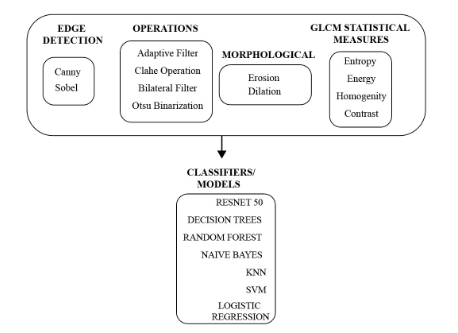 EDGE
DETECTION
Canny
Sobel
OPERATIONS
Adaptive Filter
Clahe Operation
Bilateral Filter
Otsu Binarization
MORPHOLOGICAL
Erosion
Dilation
GLCM STATISTICAL
MEASURES
Entropy
Energy
Homogenity
Contrast
CLASSIFIERS/
MODELS
RESNET 50
DECISION TREES
RANDOM FOREST
NAIVE BAYES
KNN
SVM
LOGISTIC
REGRESSION